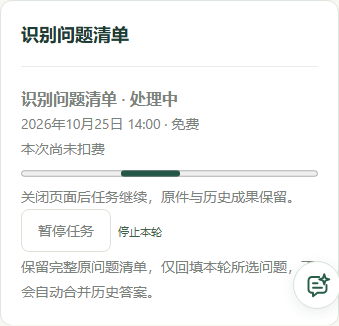 识别问题清单
识别问题清单 · 处理中
2026年10月25日 14:00 · 免费
本次尚未扣费
关闭页面后任务继续，原件与历史成果保留。
暂停任务 停止本轮
保留完整原问题清单，仅回填本轮所选问题，
会自动合并历史答案。